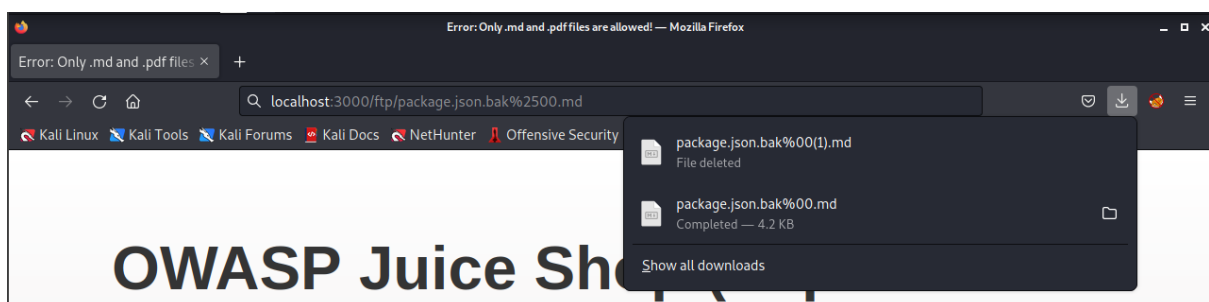 Error: Only .md and .pdf files are allowed! — Mozilla Firefox
Error: Only .md and .pdf files
localhost:3000/ftp/package.json.bak%2500.md
Kali Linux Kali Tools Kali Forums Kali Docs NetHunter Offensive Security
package.json.bak%00(1).md
File deleted
package.json.bak%00.md
Completed — 4.2 KB
Show all downloads
OWASP Juice Sh